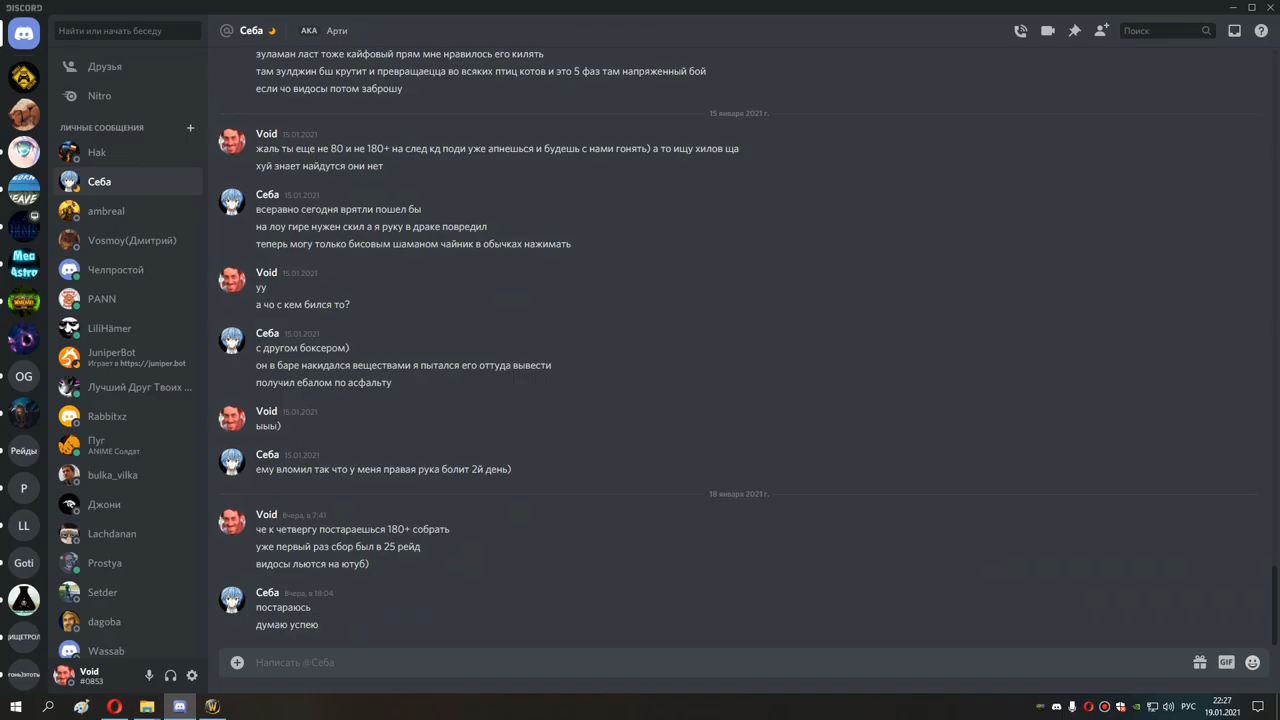 DISCORD
Найти или начать беседу
Себа
AKA
Арти
Поиск
Друзья
Nitro
ЛИЧНЫЕ СООБЩЕНИЯ
Hak
Себа
ambreal
Vosmoy(Дмитрий)
Челпростой
PANN
LiliHämer
JuniperBot
Играет в https://juniper.bot
Лучший Друг Твоих ...
Rabbitxz
Пуг
ANIME Солдат
bulka_vilka
Джони
Lachdanan
Prostya
Setder
dagoba
Wassab
Void
#0853
Mea
Astro
OG
Рейды
P
LL
Goti
ИЩЕТРОЛ
зуламан ласт тоже кайфовый прям мне нравилось его килять
там зулджин бш крутит и превращаецца во всяких птиц котов и это 5 фаз там напряженный бой
если чо видосы потом заброшу
15 января 2021 г.
Void 15.01.2021
жаль ты еще не 80 и не 180+ на след кд поди уже апнешься и будешь с нами гонять) а то ищу хилов ща
хуй знает найдутся они нет
Себа 15.01.2021
всеравно сегодня врятли пошел бы
на лоу гире нужен скил а я руку в драке повредил
теперь могу только бисовым шаманом чайник в обычках нажимать
Void 15.01.2021
уу
а чо с кем бился то?
Себа 15.01.2021
с другом боксером)
он в баре накидался веществами я пытался его оттуда вывести
получил ебалом по асфальту
Void 15.01.2021
ыыы)
Себа 15.01.2021
ему вломил так что у меня правая рука болит 2й день)
18 января 2021 г.
Void Вчера, в 7:41
че к четвергу постараешься 180+ собрать
уже первый раз сбор был в 25 рейд
видосы льются на ютуб)
Себа Вчера, в 18:04
постараюсь
думаю успею
Написать @Себа
GIF
РУС
22:27
19.01.2021